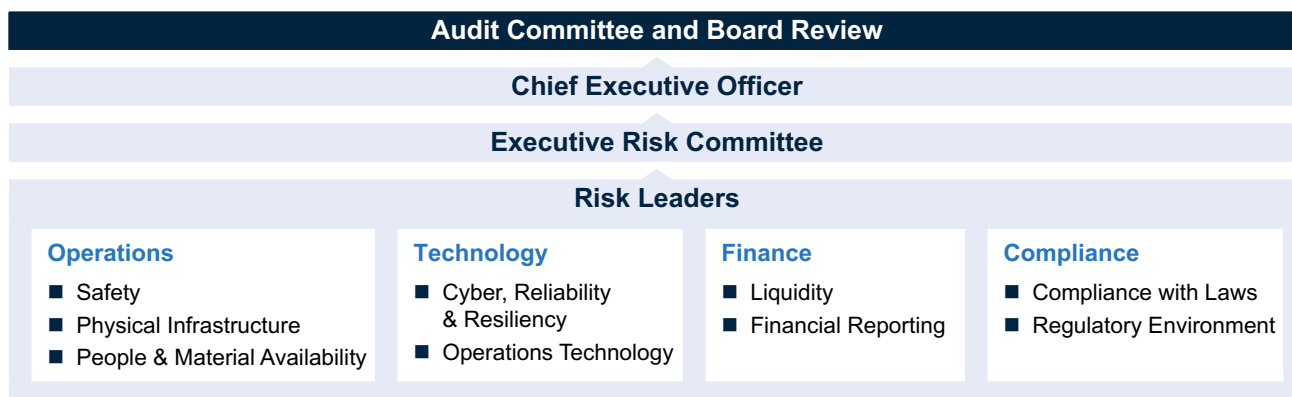 Audit Committee and Board Review
Chief Executive Officer
Executive Risk Committee
Risk Leaders
Operations
■ Safety
■ Physical Infrastructure
■ People & Material Availability
Technology
■ Cyber, Reliability
& Resiliency
■ Operations Technology
Finance
■ Liquidity
■ Financial Reporting
Compliance
■ Compliance with Laws
■ Regulatory Environment